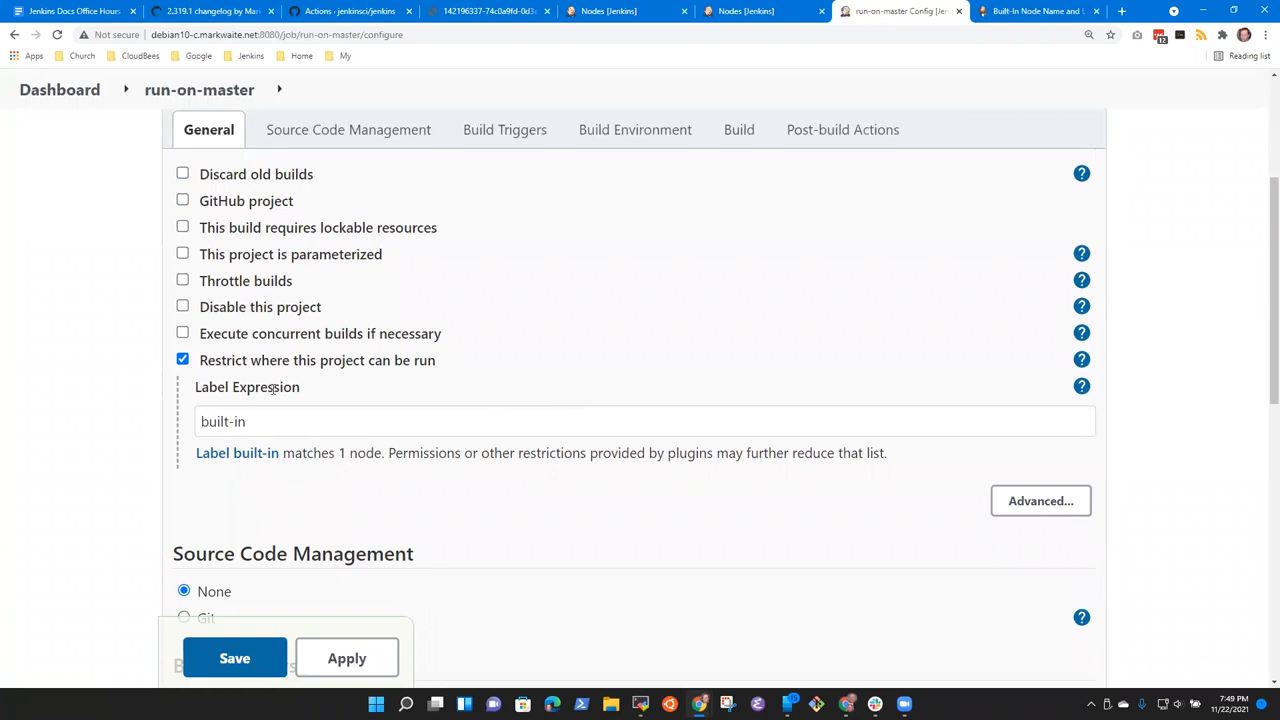 Jenkins Docs Office Hours
2.319.1 changelog by Mark
Actions · jenkinsci/jenkins
142196337-74c0a9fd-0d3
Nodes [Jenkins]
Nodes [Jenkins]
run-on-master Config [Jen
Built-In Node Name and L
Not secure
debian10-c.markwaite.net:8080/job/run-on-master/configure
12
Apps
Church
CloudBees
Google
Jenkins
Home
My
Reading list
Dashboard
run-on-master
General
Source Code Management
Build Triggers
Build Environment
Build
Post-build Actions
Discard old builds
GitHub project
This build requires lockable resources
This project is parameterized
Throttle builds
Disable this project
Execute concurrent builds if necessary
Restrict where this project can be run
Label Expression
built-in
Label built-in matches 1 node. Permissions or other restrictions provided by plugins may further reduce that list.
Advanced...
Source Code Management
None
Git
Save
Apply
7:49 PM
11/22/2021